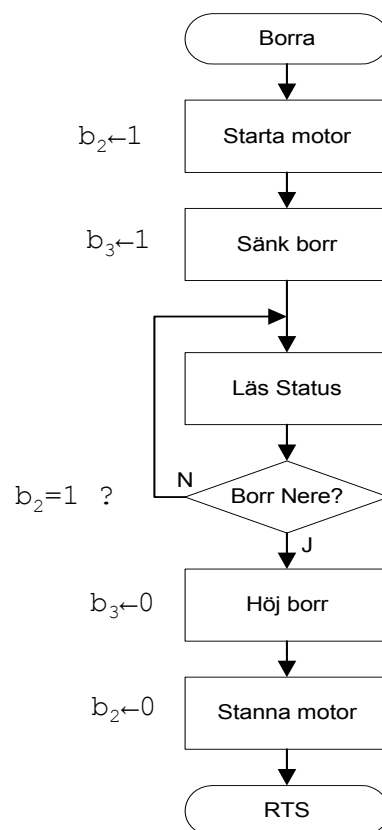 Borra
b₂←1
Starta motor
b₃←1
Sänk borr
Läs Status
N
b₂=1 ?
Borr Nere?
J
b₃←0
Höj borr
b₂←0
Stanna motor
RTS